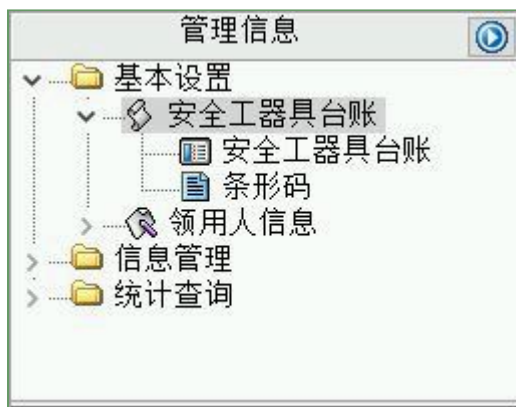 管理信息
基本设置
安全工器具台账
安全工器具台账
条形码
领用人信息
信息管理
统计查询